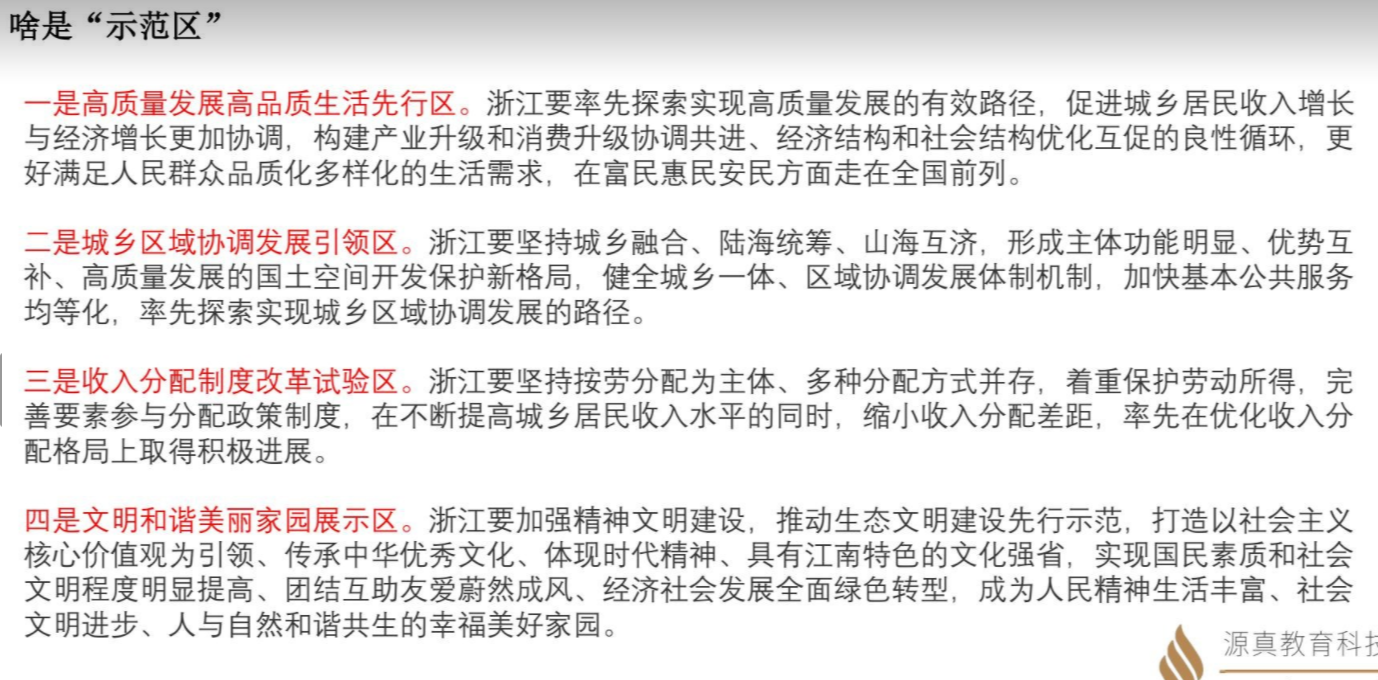 啥是“示范区”
一是高质量发展高品质生活先行区。浙江要率先探索实现高质量发展的有效路径，促进城乡居民收入增长
与经济增长更加协调，构建产业升级和消费升级协调共进、经济结构和社会结构优化互促的良性循环，更
好满足人民群众品质化多样化的生活需求，在富民惠民安民方面走在全国前列。
二是城乡区域协调发展引领区。浙江要坚持城乡融合、陆海统筹、山海互济，形成主体功能明显、优势互
补、高质量发展的国土空间开发保护新格局，健全城乡一体、区域协调发展体制机制，加快基本公共服务
均等化，率先探索实现城乡区域协调发展的路径。
三是收入分配制度改革试验区。浙江要坚持按劳分配为主体、多种分配方式并存，着重保护劳动所得，完
善要素参与分配政策制度，在不断提高城乡居民收入水平的同时，缩小收入分配差距，率先在优化收入分
配格局上取得积极进展。
四是文明和谐美丽家园展示区。浙江要加强精神文明建设，推动生态文明建设先行示范，打造以社会主义
核心价值观为引领、传承中华优秀文化、体现时代精神、具有江南特色的文化强省，实现国民素质和社会
文明程度明显提高、团结互助友爱蔚然成风、经济社会发展全面绿色转型，成为人民精神生活丰富、社会
文明进步、人与自然和谐共生的幸福美好家园。
源真教育科技